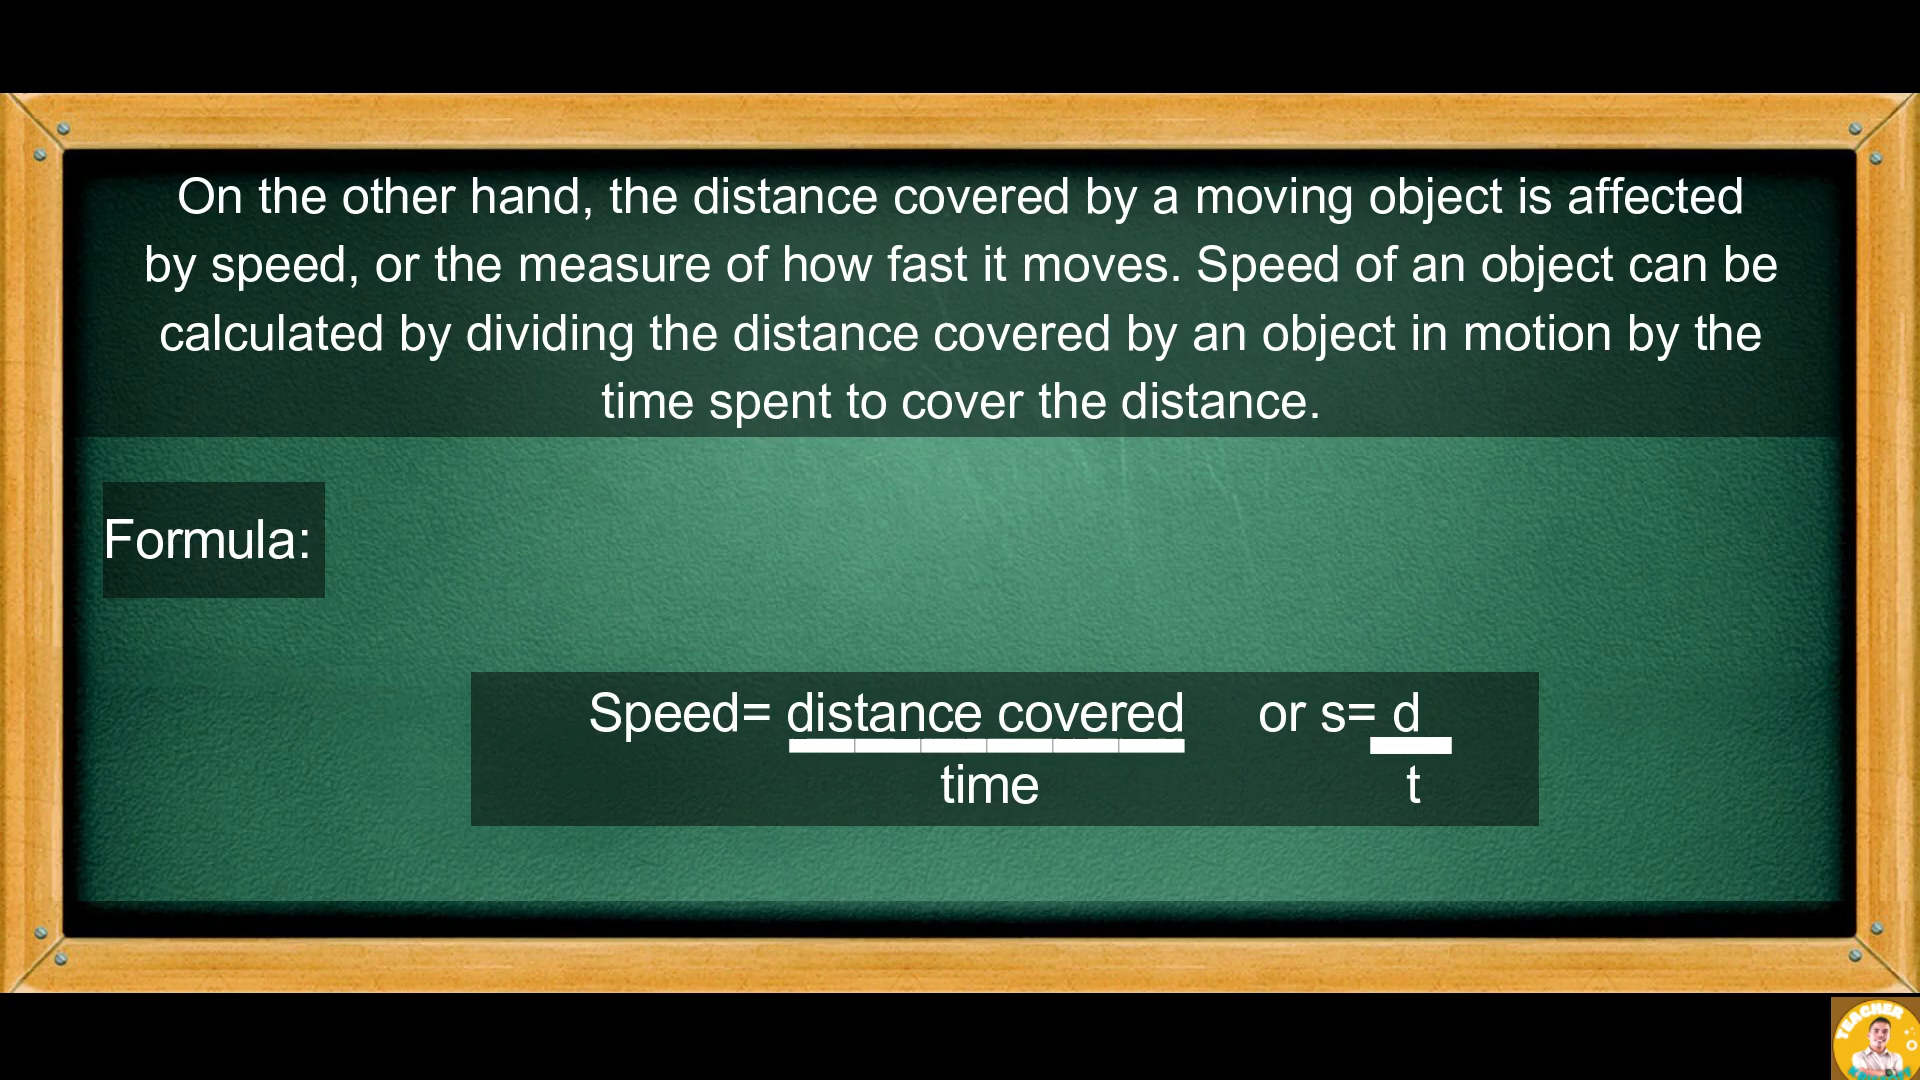 On the other hand, the distance covered by a moving object is affected
by speed, or the measure of how fast it moves. Speed of an object can be
calculated by dividing the distance covered by an object in motion by the
time spent to cover the distance.
Formula:
Speed= distance covered or s= d
time t
TEACHER